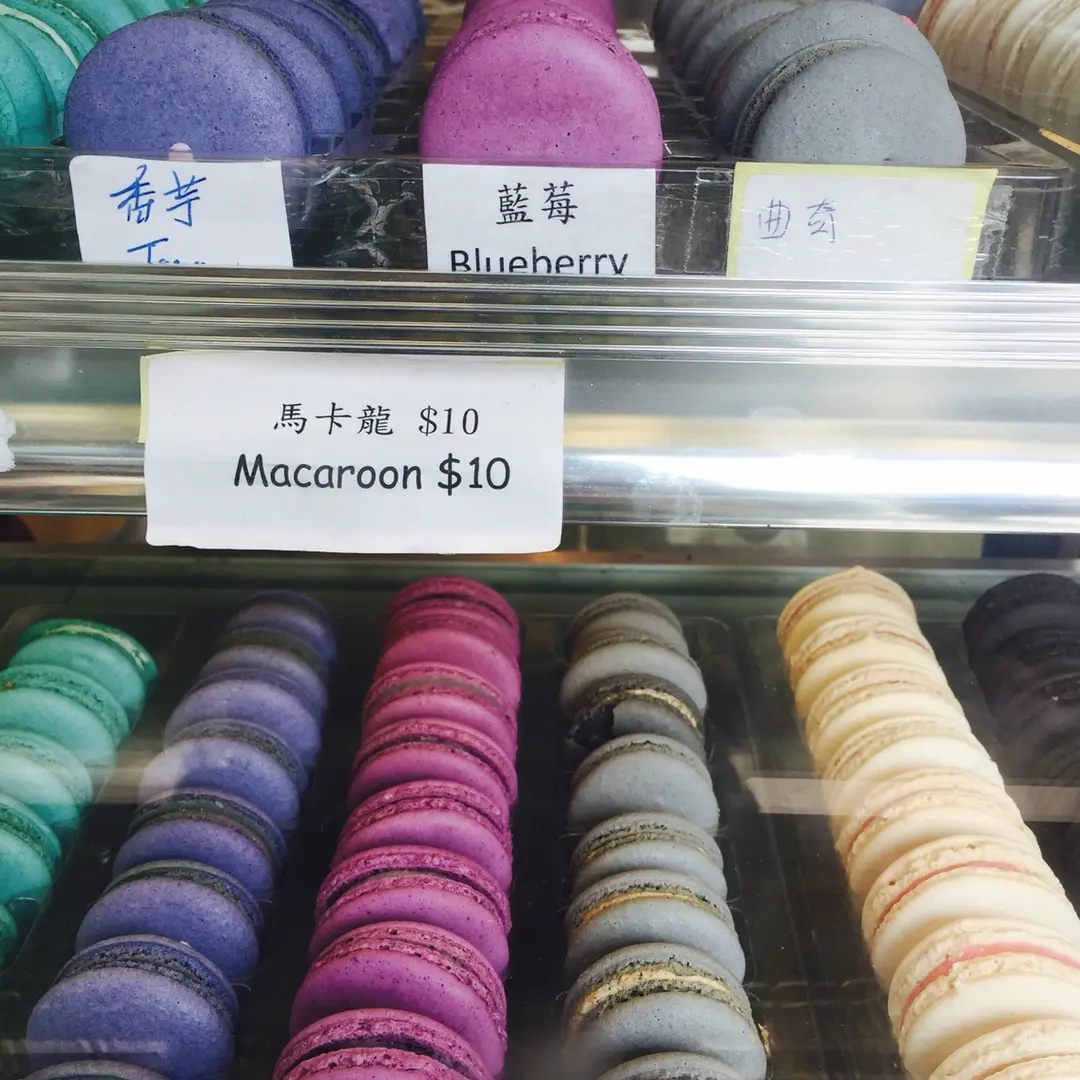 香芋
藍莓
Blueberry
曲奇
馬卡龍 $10
Macaroon $10